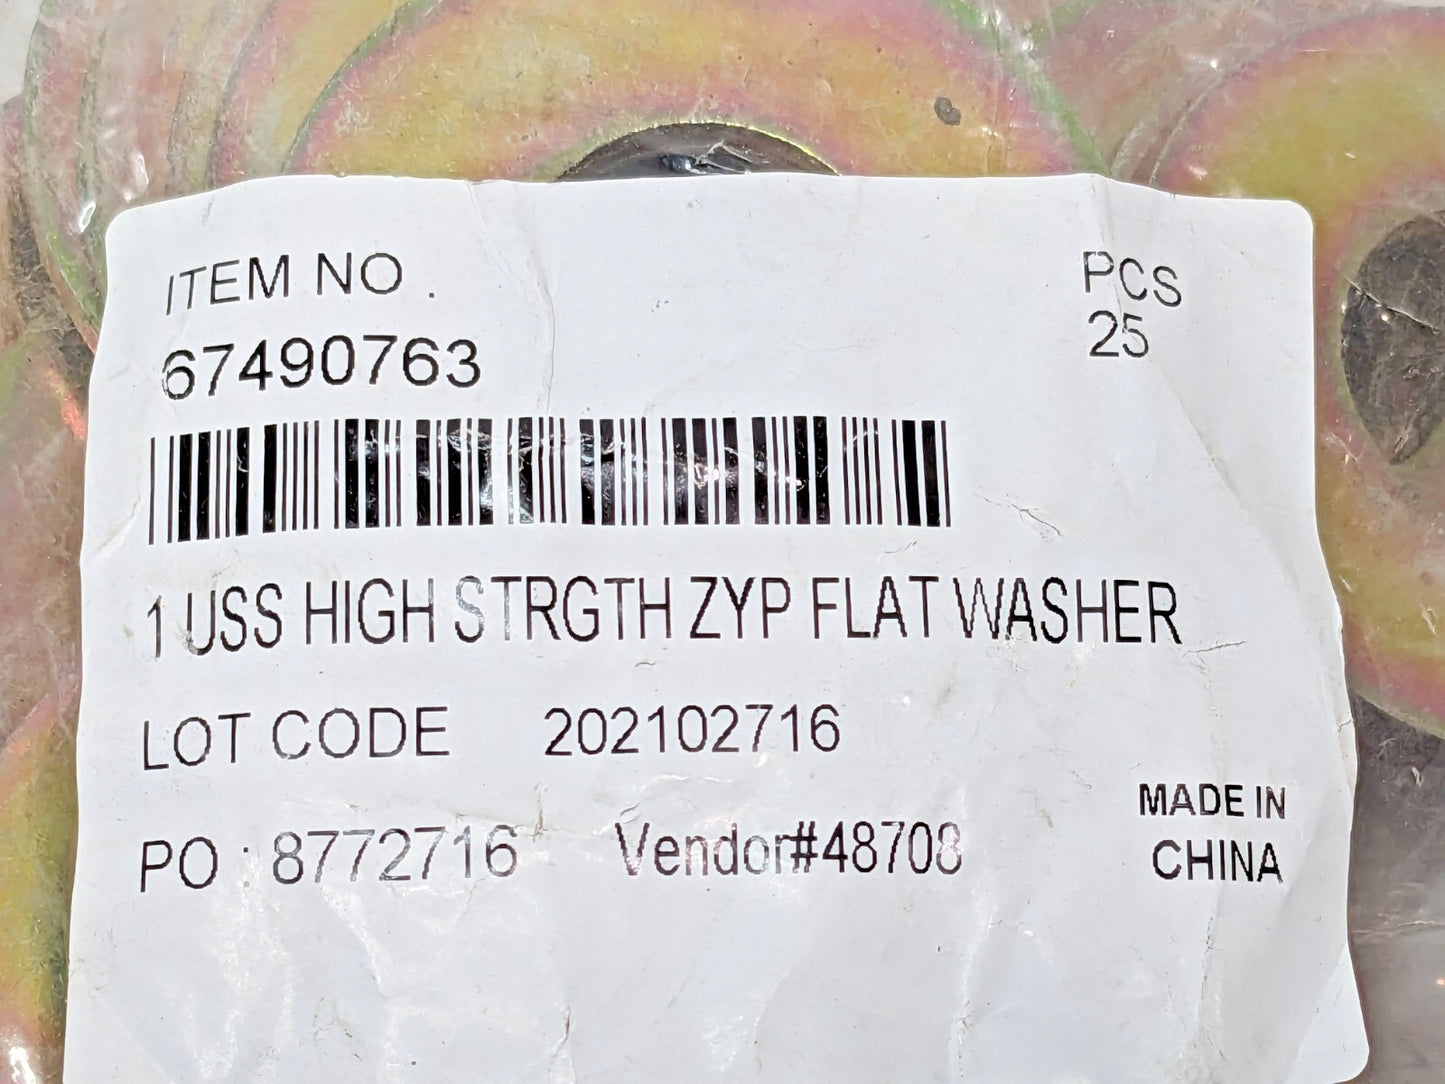 ITEM NO .
PCS
67490763
25
1 USS HIGH STRGTH ZYP FLAT WASHER
LOT CODE 202102716
PO : 8772716 Vendor#48708
MADE IN
CHINA